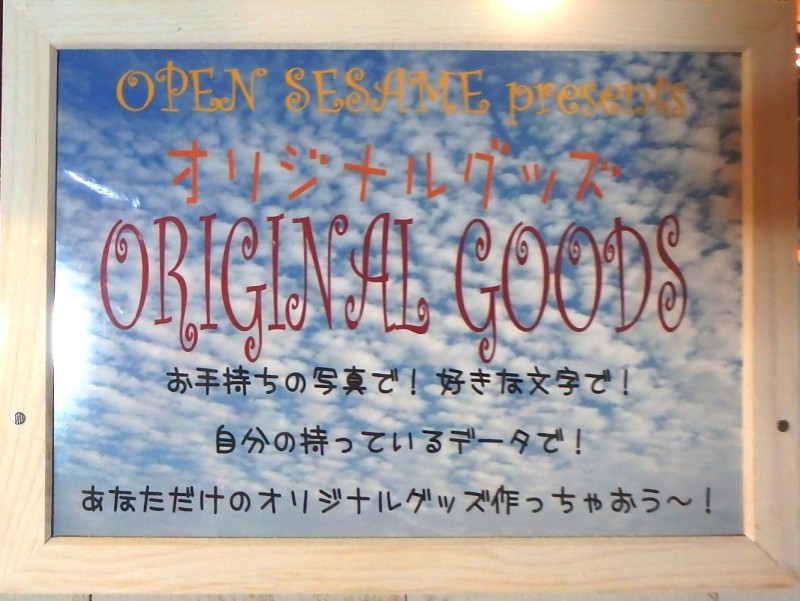 OPEN SESAME presents
オリジナルグッズ
ORIGINAL GOODS
お手持ちの写真で！好きな文字で！
自分の持っているデータで！
あなただけのオリジナルグッズ作っちゃおう～！